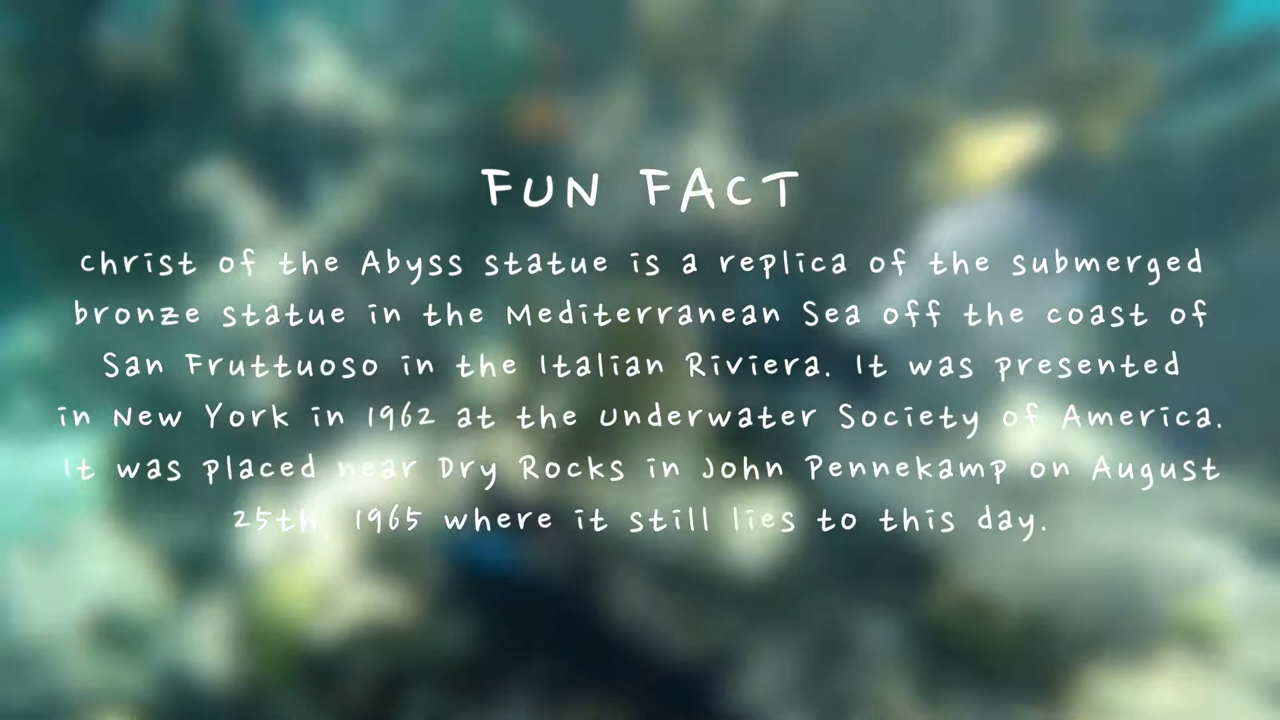 FUN FACT
Christ of the Abyss statue is a replica of the submerged
bronze statue in the Mediterranean Sea off the coast of
San Fruttuoso in the Italian Riviera. It was presented
in New York in 1962 at the Underwater Society of America.
It was placed near Dry Rocks in John Pennekamp on August
25th, 1965 where it still lies to this day.